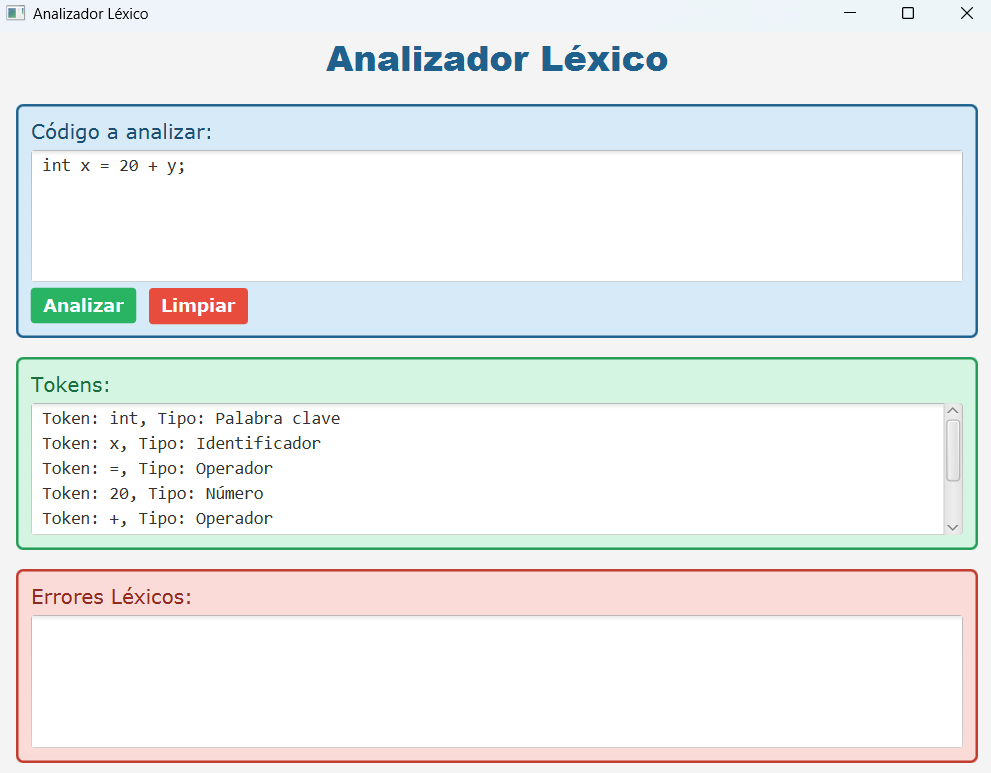 Analizador Léxico
Analizador Léxico
Código a analizar:
int x = 20 + y;
Analizar Limpiar
Tokens:
Token: int, Tipo: Palabra clave
Token: x, Tipo: Identificador
Token: =, Tipo: Operador
Token: 20, Tipo: Número
Token: +, Tipo: Operador
Errores Léxicos: